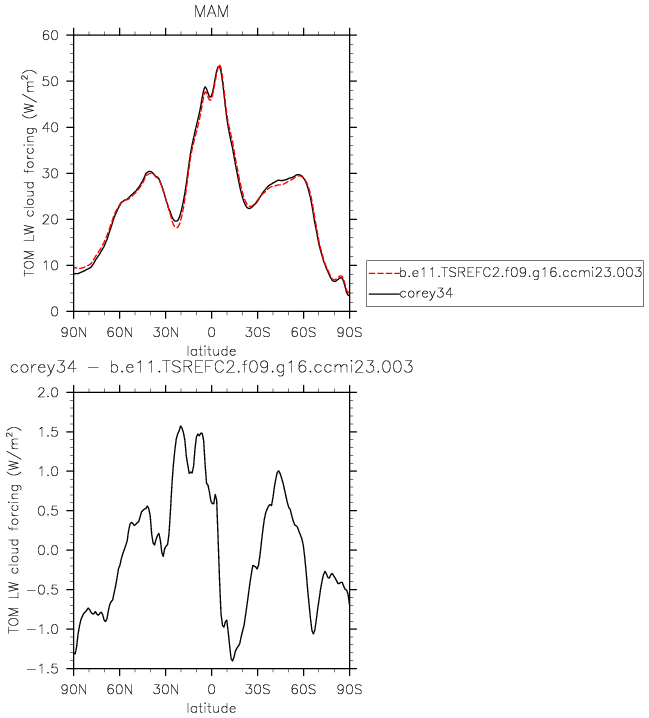 MAM
TOM LW cloud forcing (W/m²)
60
50
40
30
20
10
0
90N 60N 30N 0 30S 60S 90S
latitude
b.e11.TSREFC2.f09.g16.ccmi23.003
corey34
corey34 − b.e11.TSREFC2.f09.g16.ccmi23.003
TOM LW cloud forcing (W/m²)
2.0
1.5
1.0
0.5
0.0
−0.5
−1.0
−1.5
90N 60N 30N 0 30S 60S 90S
latitude